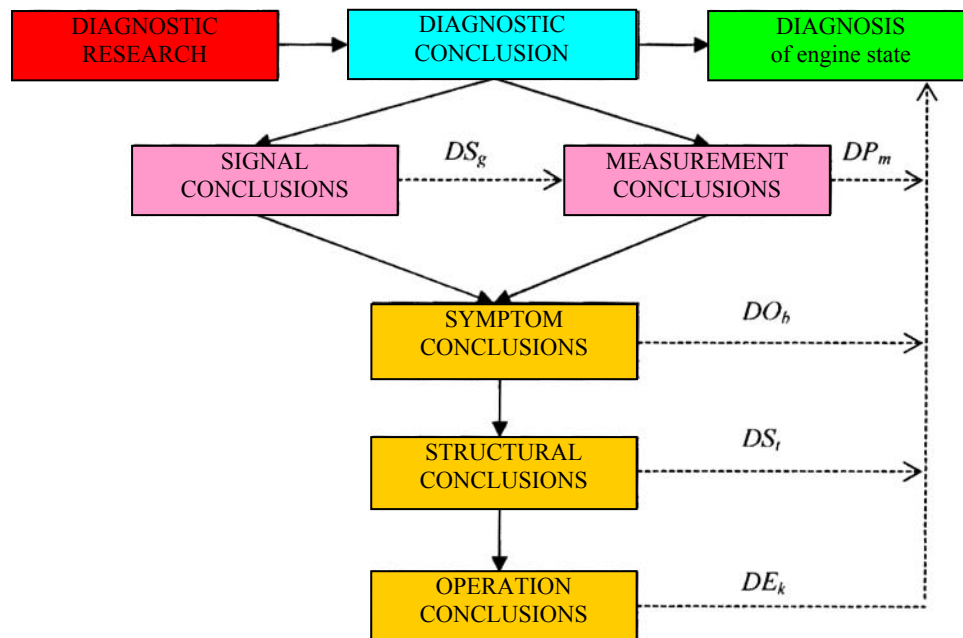 DIAGNOSTIC
RESEARCH
DIAGNOSTIC
CONCLUSION
DIAGNOSIS
of engine state
SIGNAL
CONCLUSIONS
DSg
MEASUREMENT
CONCLUSIONS
DPm
SYMPTOM
CONCLUSIONS
DOb
STRUCTURAL
CONCLUSIONS
DSt
OPERATION
CONCLUSIONS
DEk